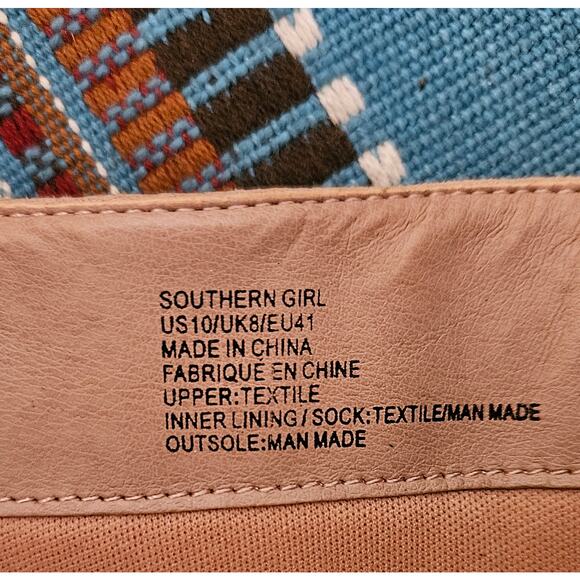 SOUTHERN GIRL
US10/UK8/EU41
MADE IN CHINA
FABRIQUÉ EN CHINE
UPPER:TEXTILE
INNER LINING / SOCK:TEXTILE/MAN MADE
OUTSOLE:MAN MADE